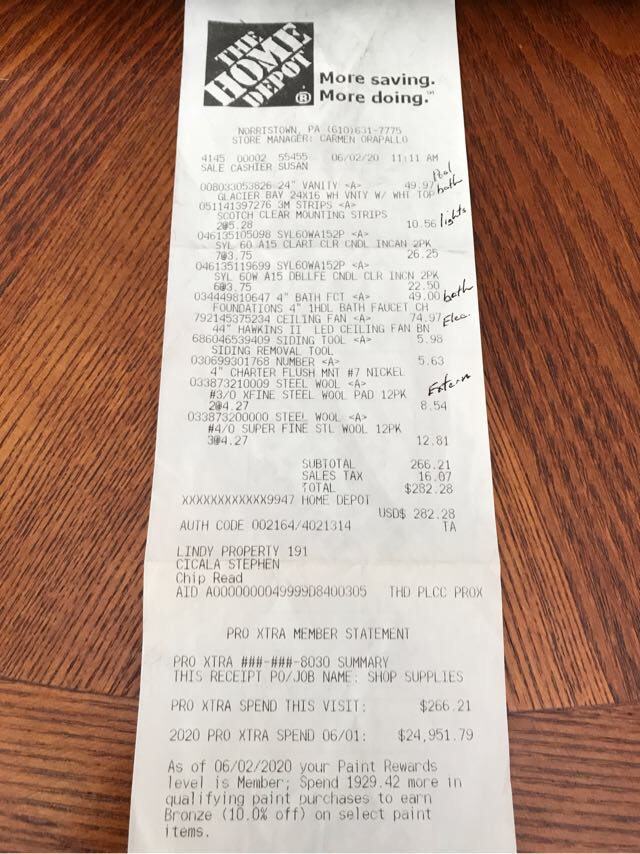 THE
HOME
DEPOT
®
More saving.
More doing.℠
NORRISTOWN, PA (610)631-7775
STORE MANAGER: CARMEN ORAPALLO
4145 00002 55455 06/02/20 11:11 AM
SALE CASHIER SUSAN
Pool
008033053826 24" VANITY <A> 49.97 bath
GLACIER BAY 24X16 WH VNTY W/ WHT TOP
051141397276 3M STRIPS <A>
SCOTCH CLEAR MOUNTING STRIPS
2@5.28 10.56 lights
046135105098 SYL60WA152P <A>
SYL 60 A15 CLART CLR CNDL INCAN 2PK
7@3.75 26.25
046135119699 SYL60WA152P <A>
SYL 60W A15 DBLLFE CNDL CLR INCN 2PK
6@3.75 22.50
034449810647 4" BATH FCT <A> 49.00 bath
FOUNDATIONS 4" 1HDL BATH FAUCET CH
792145375234 CEILING FAN <A> 74.97 Elec.
44" HAWKINS II LED CEILING FAN BN
686046539409 SIDING TOOL <A> 5.98
SIDING REMOVAL TOOL
030699301768 NUMBER <A> 5.63
4" CHARTER FLUSH MNT #7 NICKEL
033873210009 STEEL WOOL <A>
#3/0 XFINE STEEL WOOL PAD 12PK
2@4.27 8.54
033873200000 STEEL WOOL <A>
#4/0 SUPER FINE STL WOOL 12PK
3@4.27 12.81
SUBTOTAL 266.21
SALES TAX 16.07
TOTAL $282.28
XXXXXXXXXXXX9947 HOME DEPOT
USD$ 282.28
AUTH CODE 002164/4021314 TA
LINDY PROPERTY 191
CICALA STEPHEN
Chip Read
AID A0000000049999D8400305 THD PLCC PROX
PRO XTRA MEMBER STATEMENT
PRO XTRA ###-###-8030 SUMMARY
THIS RECEIPT PO/JOB NAME: SHOP SUPPLIES
PRO XTRA SPEND THIS VISIT: $266.21
2020 PRO XTRA SPEND 06/01: $24,951.79
As of 06/02/2020 your Paint Rewards
level is Member; Spend 1929.42 more in
qualifying paint purchases to earn
Bronze (10.0% off) on select paint
items.